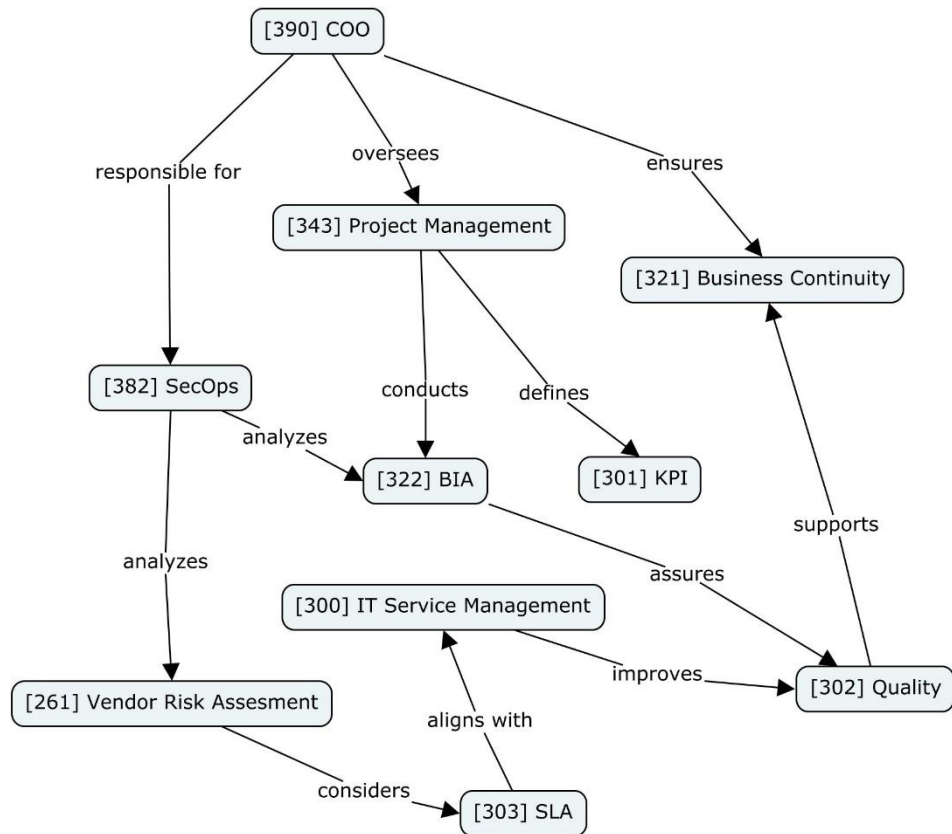 [390] COO
responsible for
oversees
ensures
[343] Project Management
[321] Business Continuity
[382] SecOps
conducts
defines
analyzes
[322] BIA
[301] KPI
supports
analyzes
assures
[300] IT Service Management
improves
[261] Vendor Risk Assesment
[302] Quality
aligns with
considers
[303] SLA